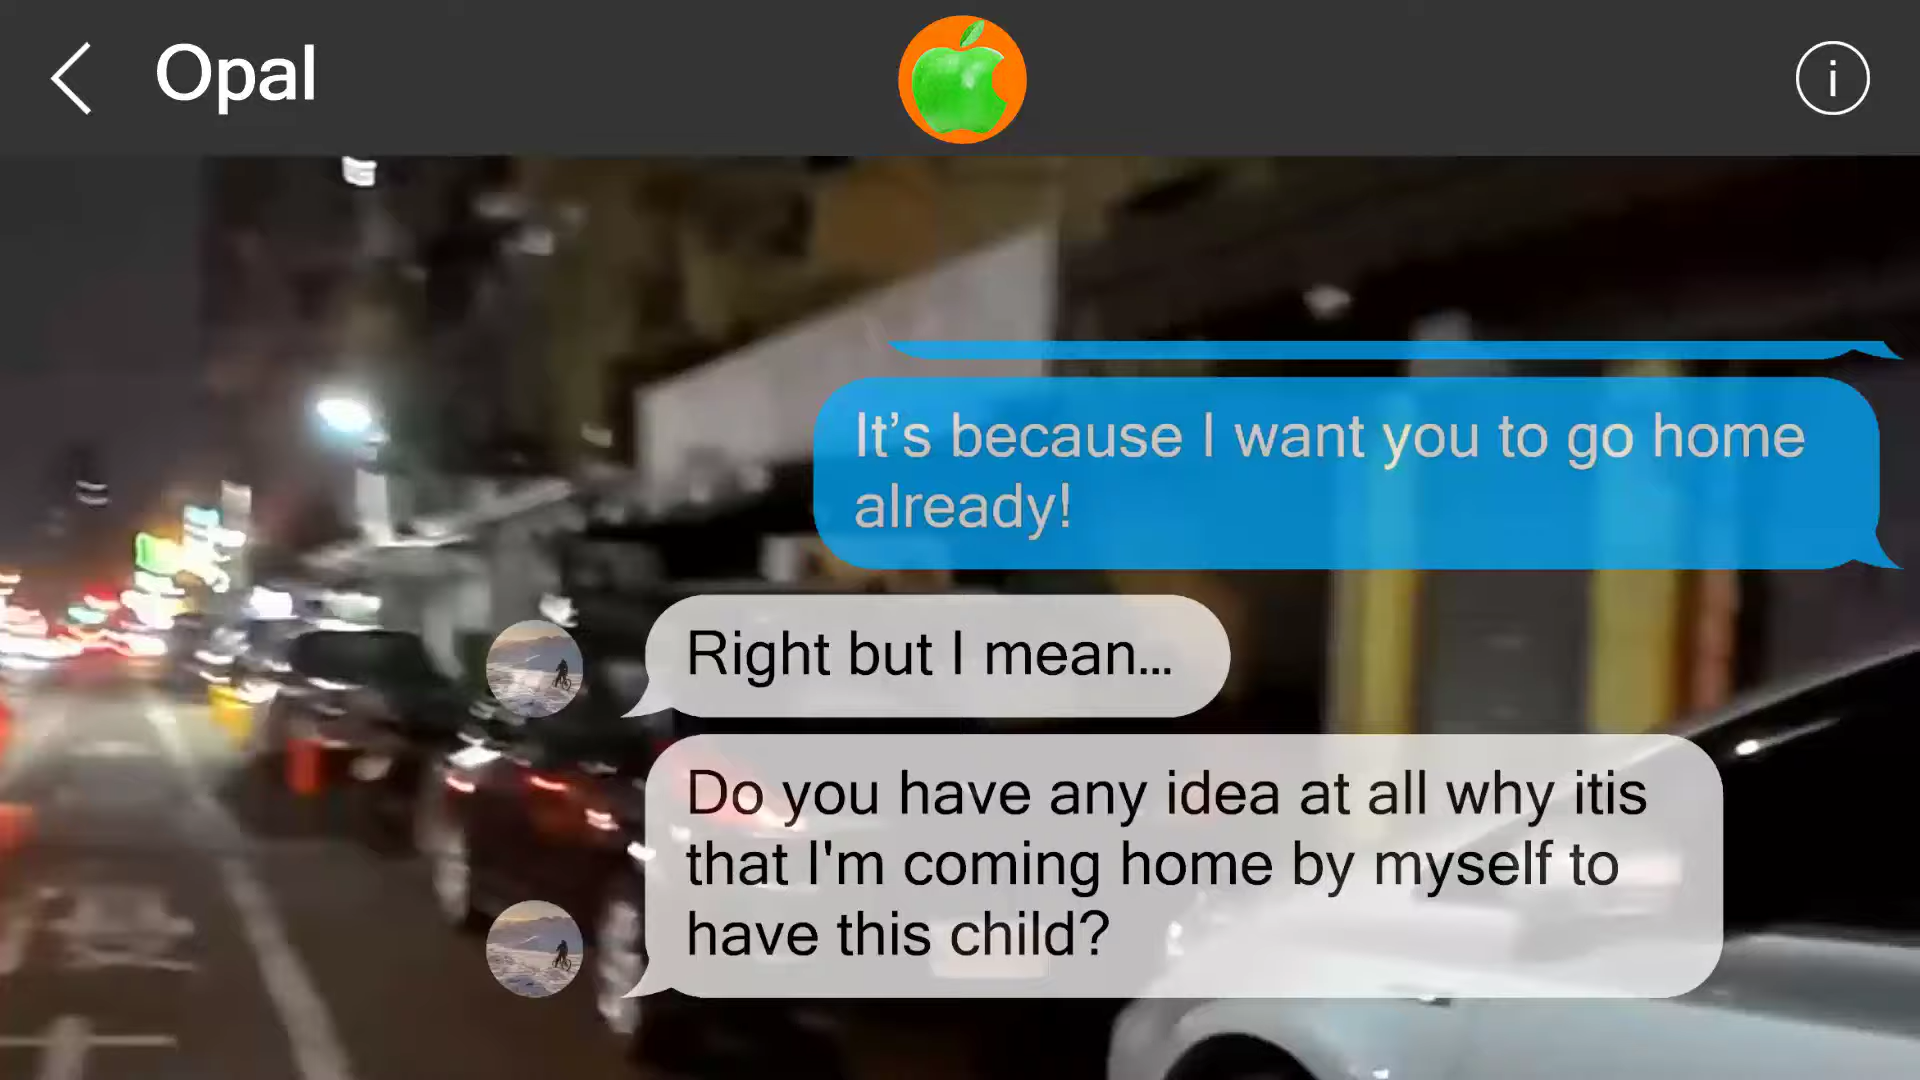 Opal
i
It’s because I want you to go home
already!
Right but I mean...
Do you have any idea at all why itis
that I'm coming home by myself to
have this child?